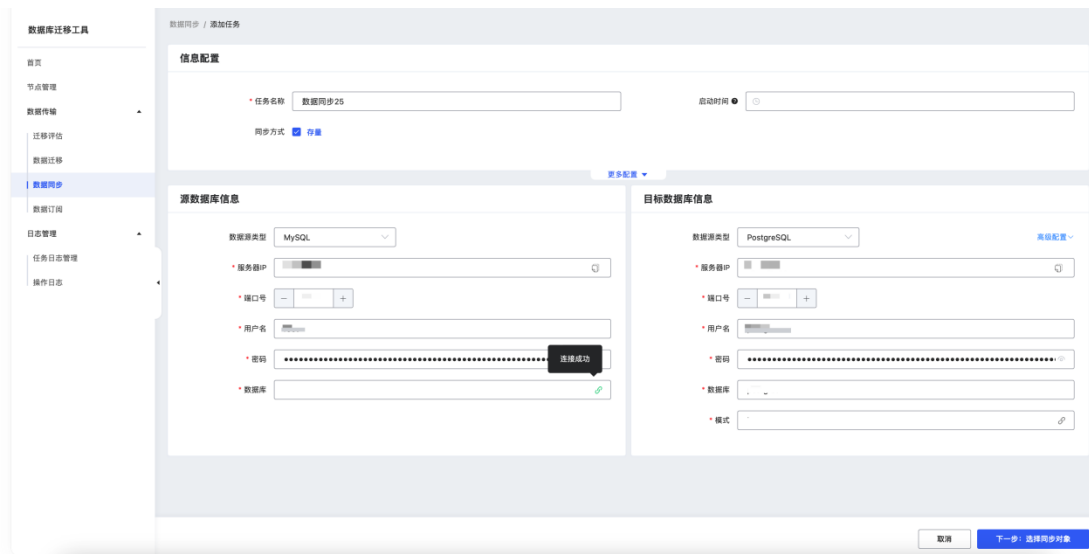 数据库迁移工具
首页
节点管理
数据传输
迁移评估
数据迁移
数据同步
数据订阅
日志管理
任务日志管理
操作日志
数据同步 / 添加任务
信息配置
* 任务名称 数据同步25
启动时间
同步方式 存量
更多配置
源数据库信息
数据源类型 MySQL
* 服务器IP
* 端口号 − +
* 用户名
* 密码
连接成功
* 数据库
目标数据库信息
数据源类型 PostgreSQL 高级配置
* 服务器IP
* 端口号 − +
* 用户名
* 密码
* 数据库
* 模式
取消 下一步：选择同步对象